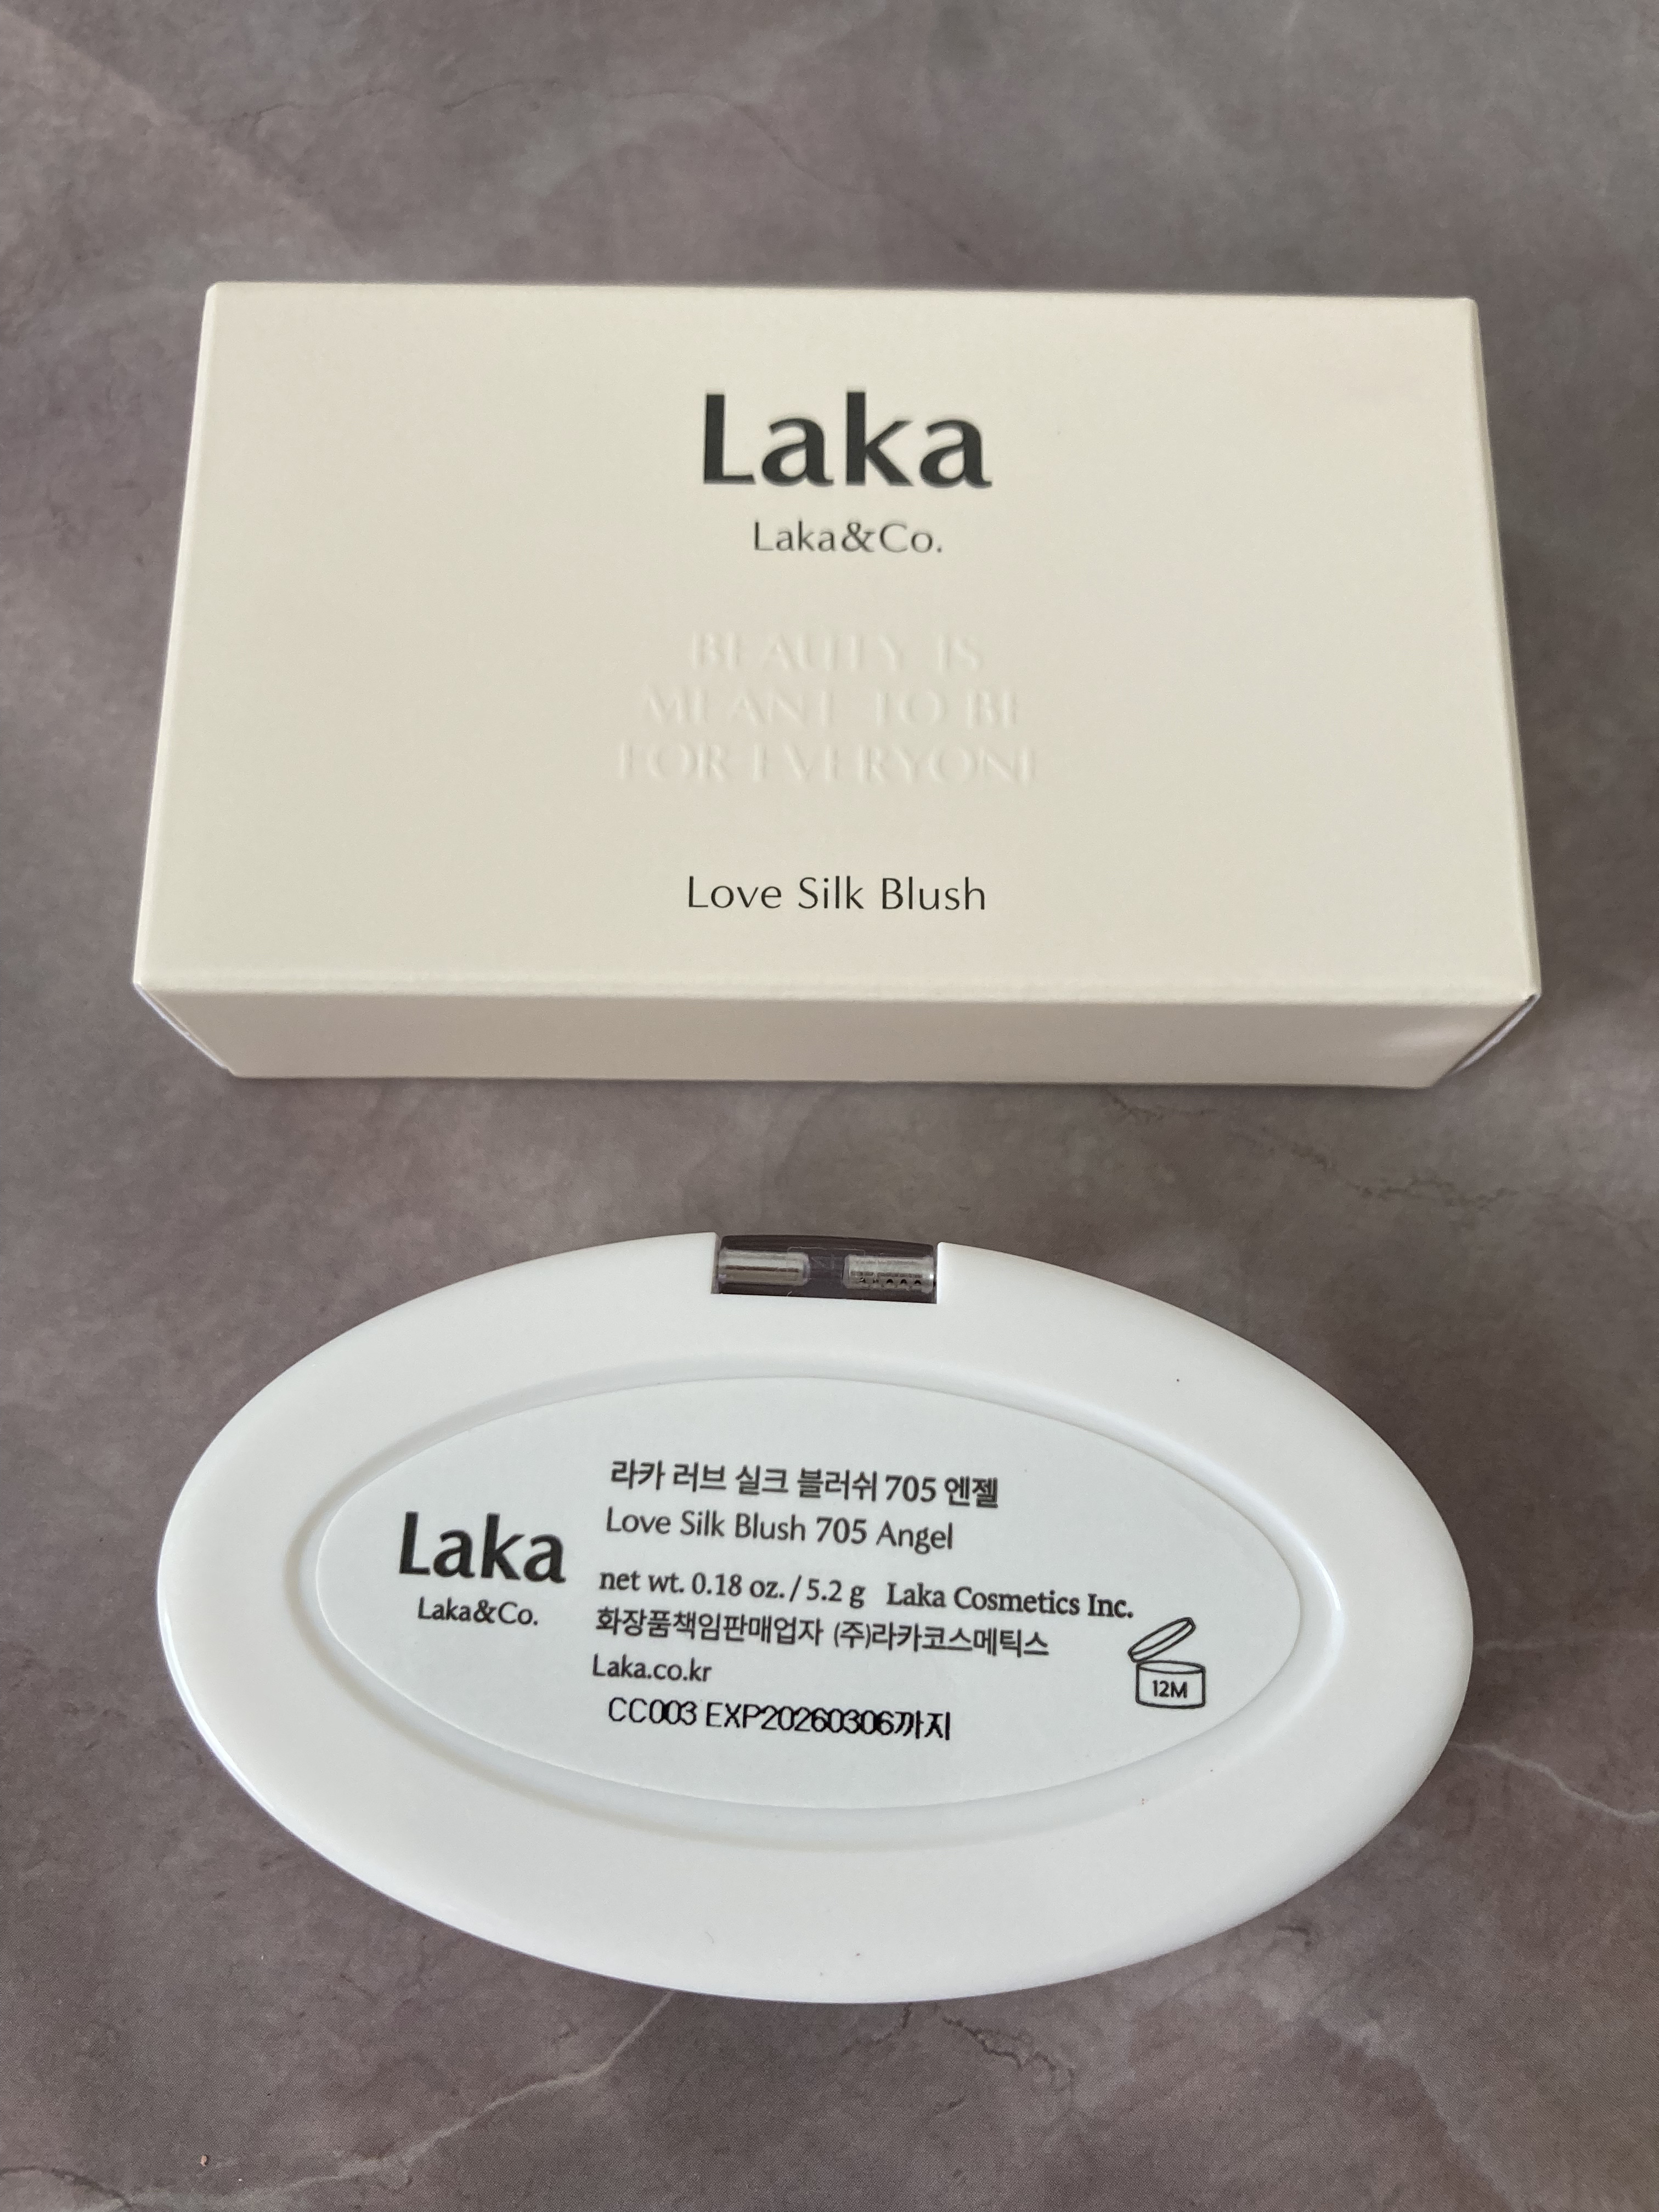 Laka
Laka&Co.
BEAUTY IS
MEANT TO BE
FOR EVERYONE
Love Silk Blush
Laka
Laka&Co.
라카 러브 실크 블러쉬 705 엔젤
Love Silk Blush 705 Angel
net wt. 0.18 oz. / 5.2 g Laka Cosmetics Inc.
화장품책임판매업자 (주)라카코스메틱스
Laka.co.kr
CC003 EXP20260306까지
12M